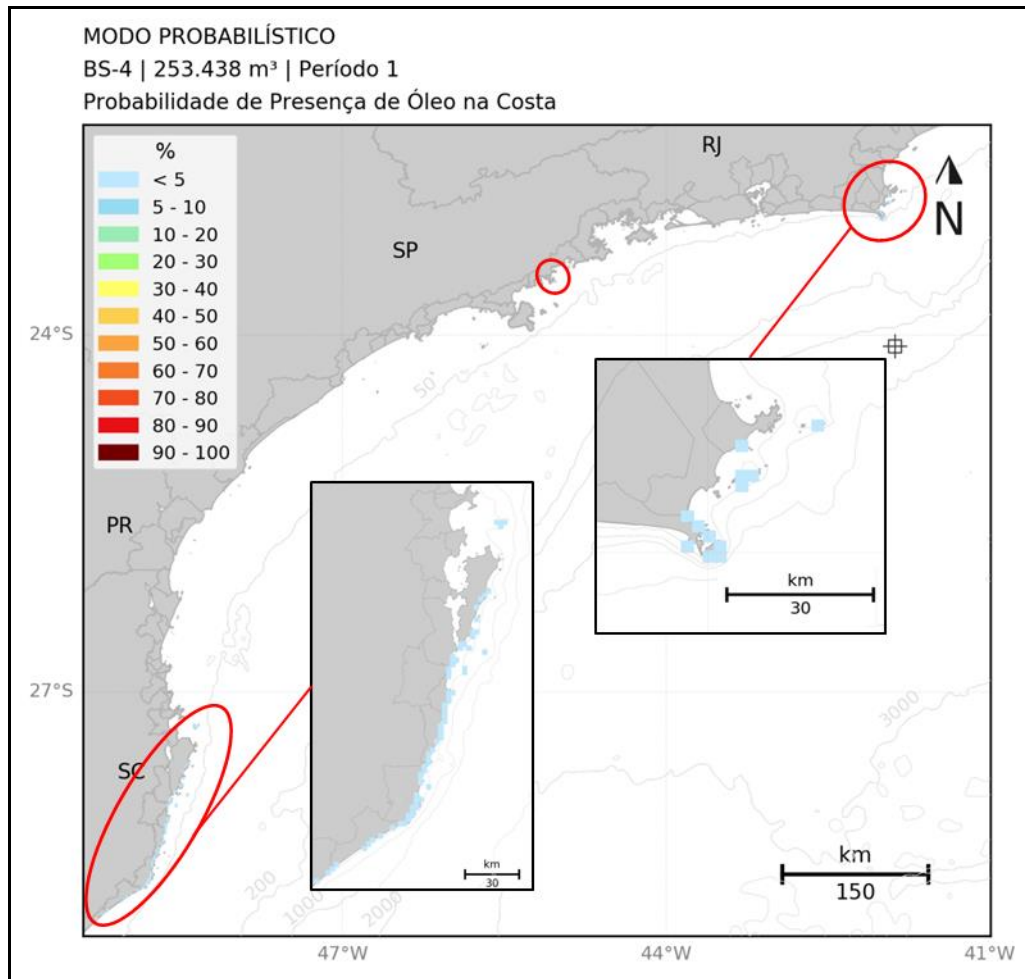 MODO PROBABILÍSTICO
BS-4 | 253.438 m³ | Período 1
Probabilidade de Presença de Óleo na Costa
%
< 5
5 - 10
10 - 20
20 - 30
30 - 40
40 - 50
50 - 60
60 - 70
70 - 80
80 - 90
90 - 100
RJ
N
SP
24°S
50
km
30
PR
27°S
3000
SC
km
30
km
150
200
1000
2000
47°W
44°W
41°W